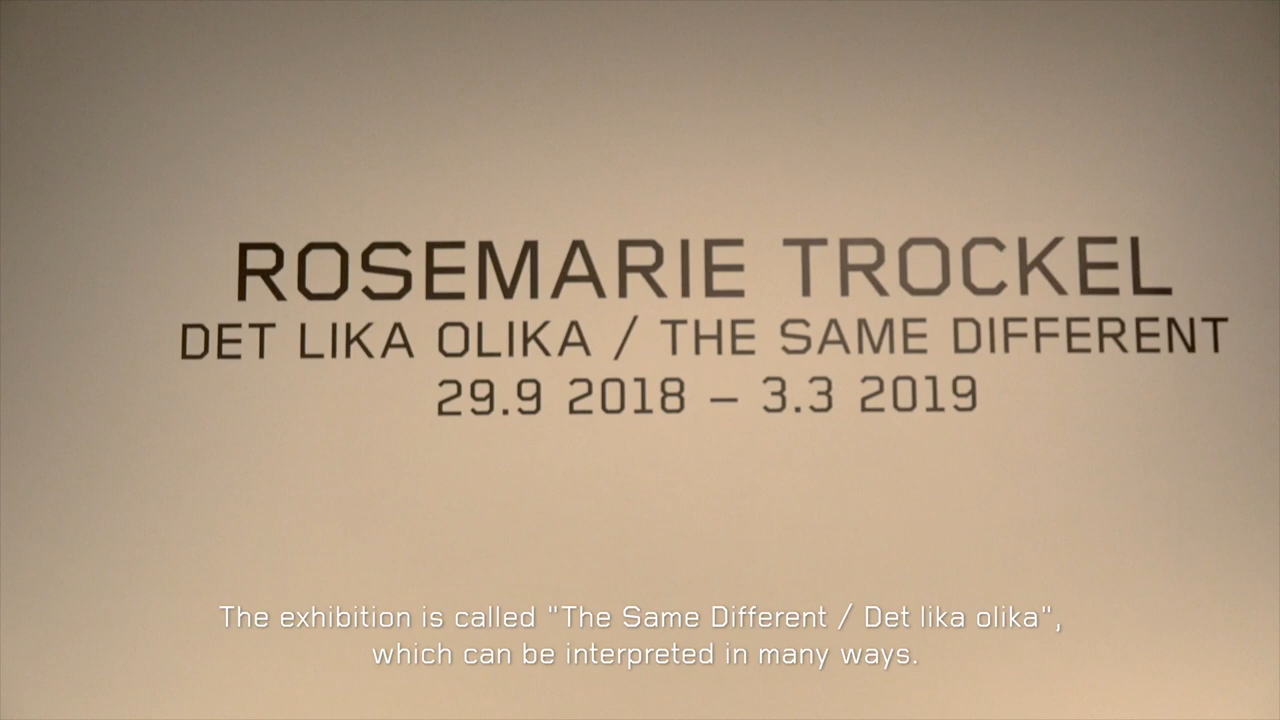 ROSEMARIE TROCKEL
DET LIKA OLIKA / THE SAME DIFFERENT
29.9 2018 – 3.3 2019
The exhibition is called "The Same Different / Det lika olika",
which can be interpreted in many ways.